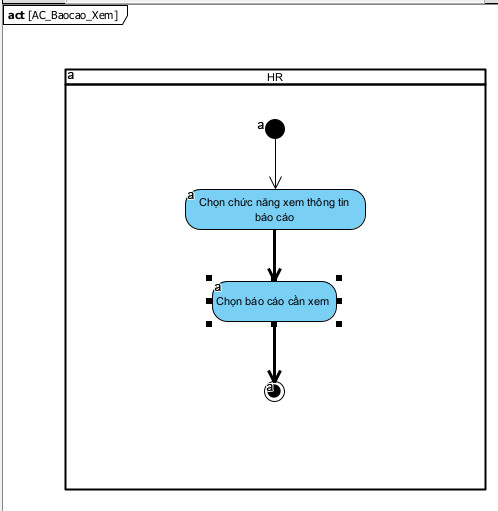 act [AC_Baocao_Xem]
a
HR
a
a
Chọn chức năng xem thông tin
báo cáo
a
Chọn báo cáo cần xem
a